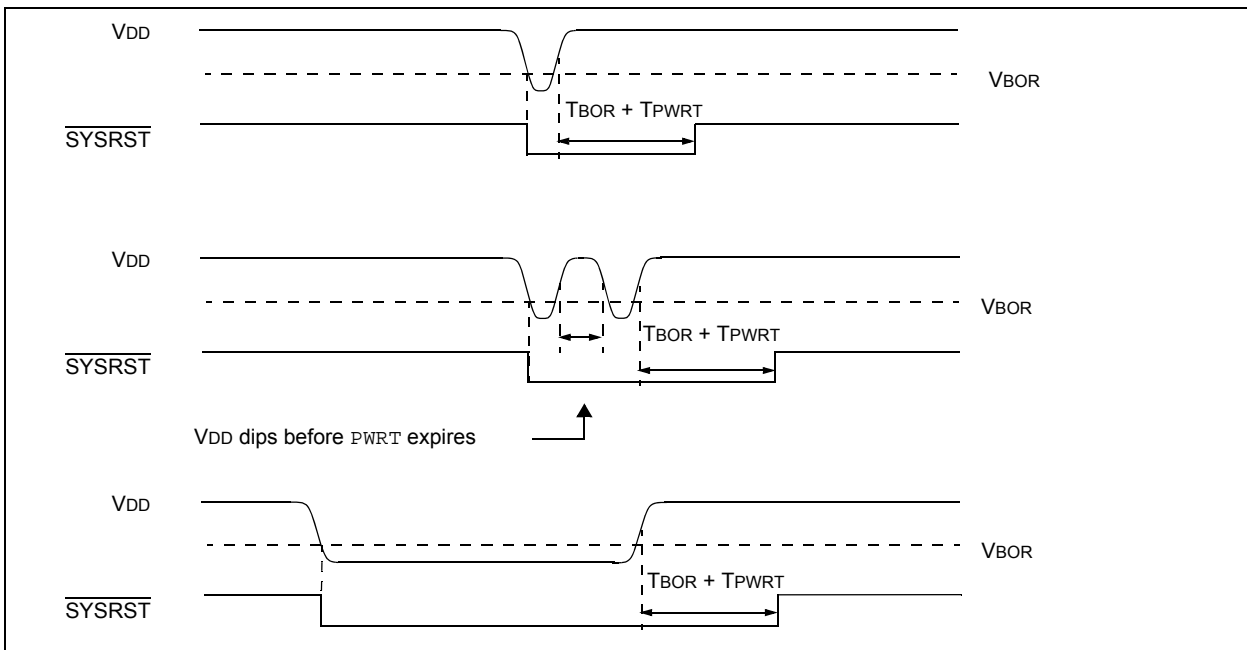 VDD
VBOR
TBOR + TPWRT
SYSRST
VDD
VBOR
TBOR + TPWRT
SYSRST
VDD dips before PWRT expires
VDD
VBOR
TBOR + TPWRT
SYSRST